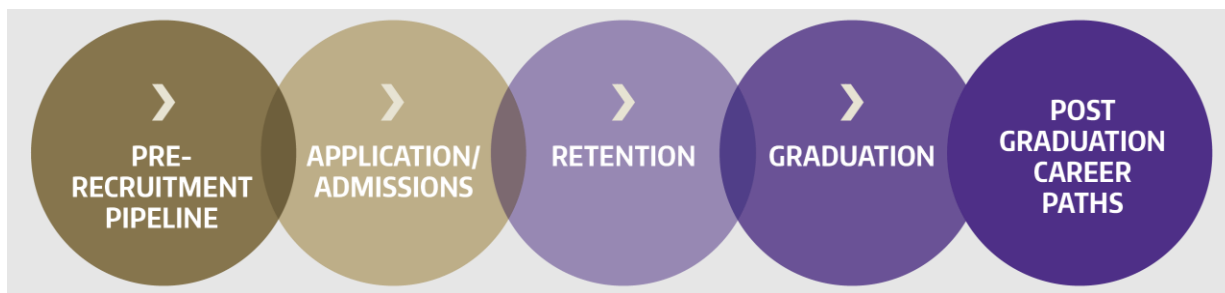 PRE-
RECRUITMENT
PIPELINE
APPLICATION/
ADMISSIONS
RETENTION
GRADUATION
POST
GRADUATION
CAREER
PATHS